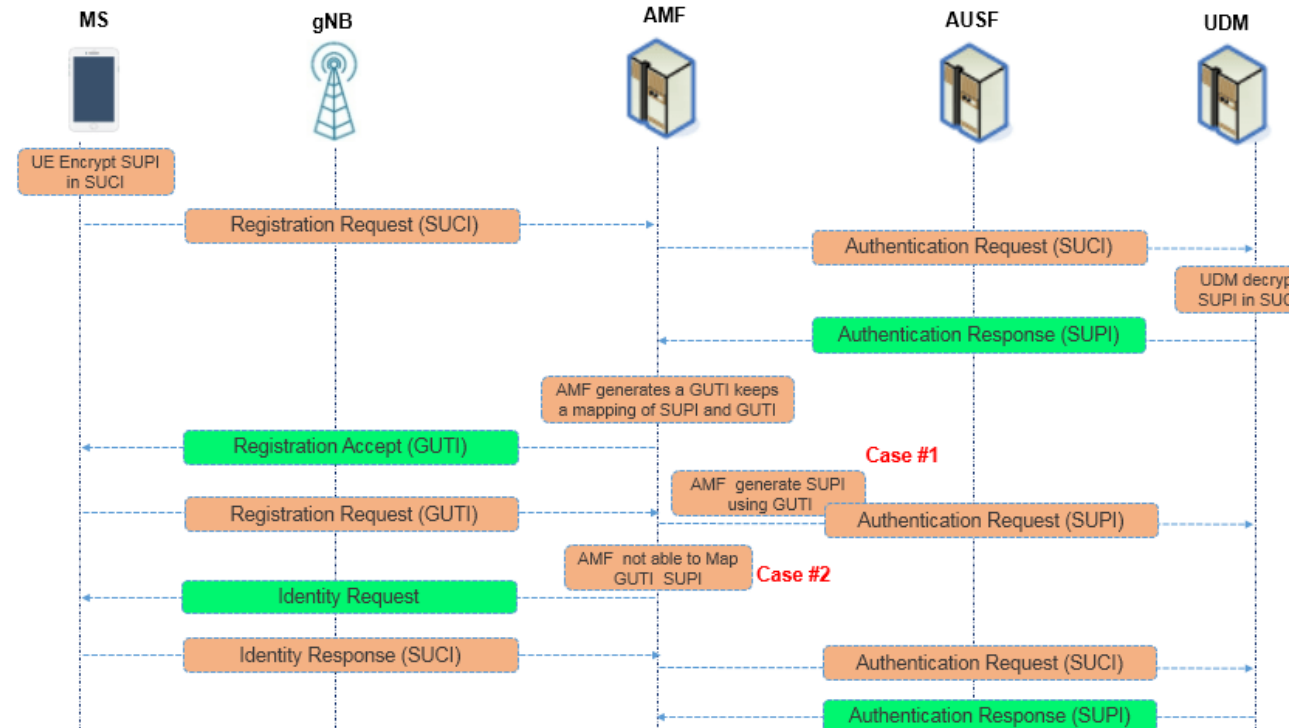 MS
gNB
AMF
AUSF
UDM
UE Encrypt SUPI
in SUCI
Registration Request (SUCI)
Authentication Request (SUCI)
UDM decryp
SUPI in SUC
Authentication Response (SUPI)
AMF generates a GUTI keeps
a mapping of SUPI and GUTI
Registration Accept (GUTI)
Case #1
AMF generate SUPI
using GUTI
Registration Request (GUTI)
Authentication Request (SUPI)
AMF not able to Map
GUTI SUPI
Case #2
Identity Request
Identity Response (SUCI)
Authentication Request (SUCI)
Authentication Response (SUPI)